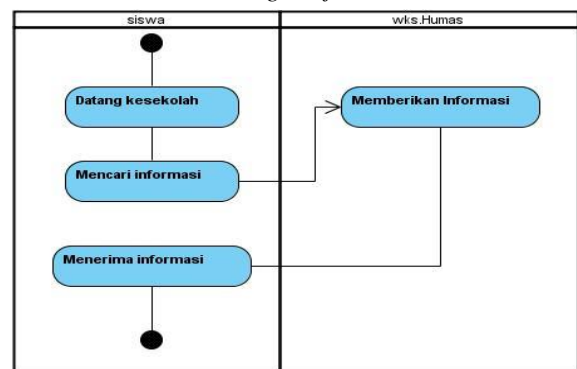 siswa
wks.Humas
Datang kesekolah
Memberikan Informasi
Mencari informasi
Menerima informasi